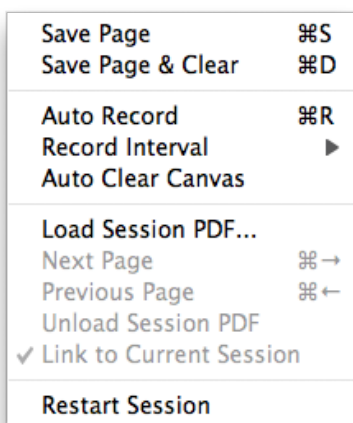 Save Page ⌘S
Save Page & Clear ⌘D
Auto Record ⌘R
Record Interval ▶
Auto Clear Canvas
Load Session PDF...
Next Page ⌘→
Previous Page ⌘←
Unload Session PDF
✓ Link to Current Session
Restart Session